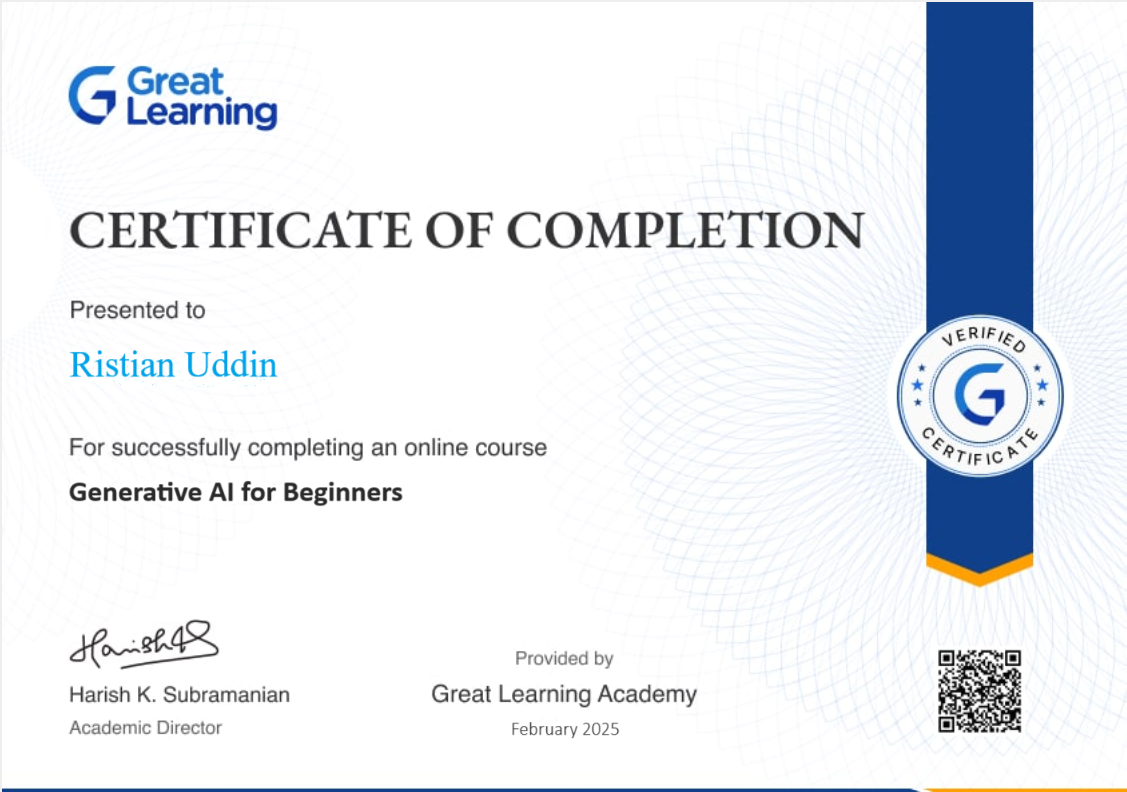 Great
Learning
CERTIFICATE OF COMPLETION
Presented to
Ristian Uddin
For successfully completing an online course
Generative AI for Beginners
VERIFIED
CERTIFICATE
Harish K. Subramanian
Academic Director
Provided by
Great Learning Academy
February 2025